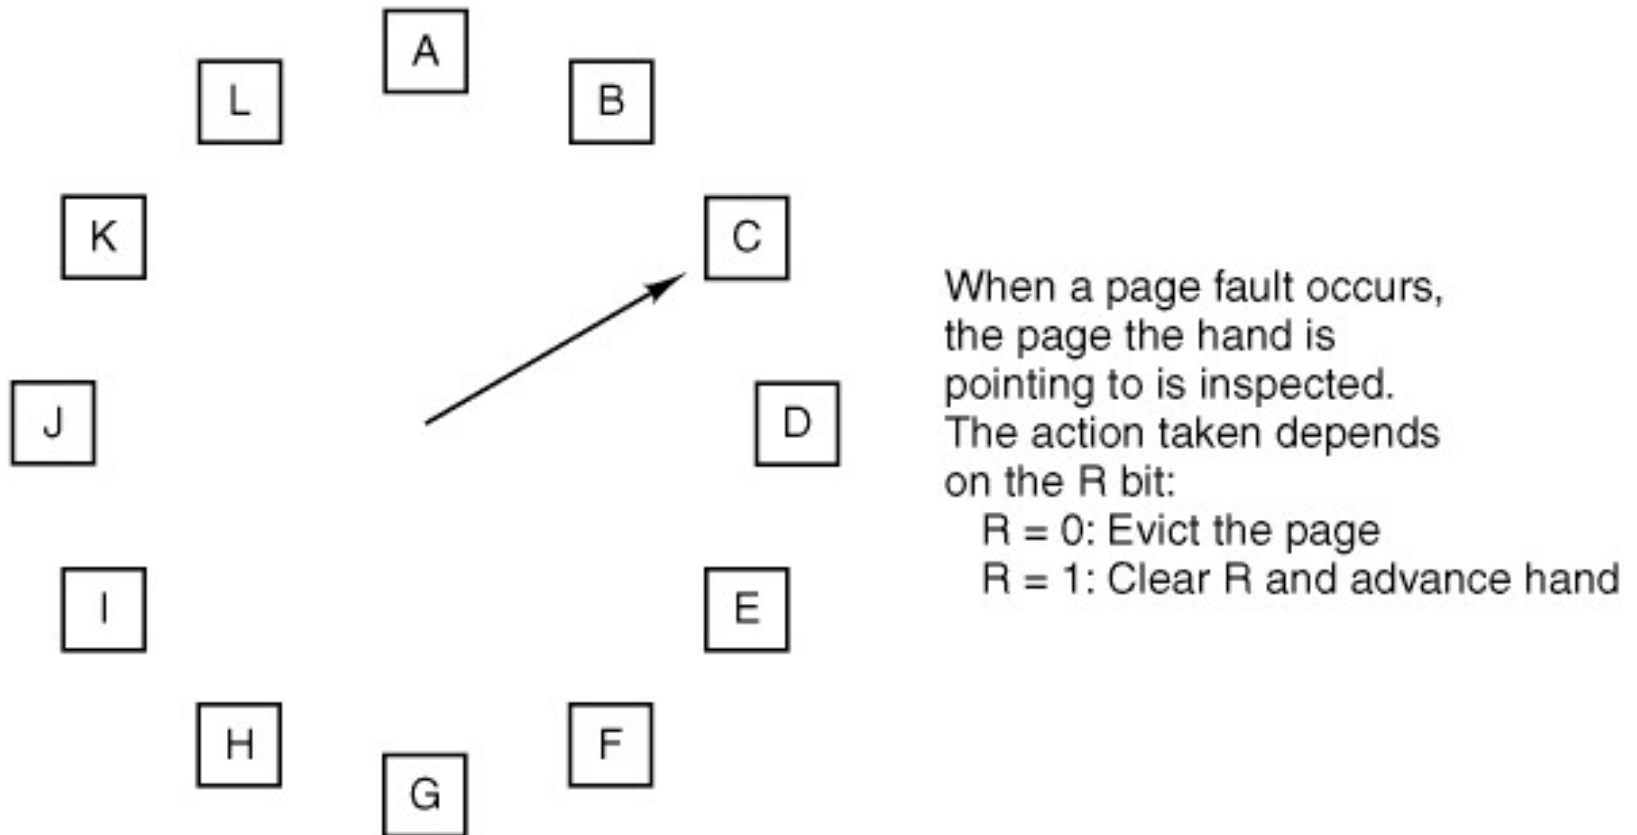 A
L
B
K
C
J
D
I
E
H
F
G
When a page fault occurs,
the page the hand is
pointing to is inspected.
The action taken depends
on the R bit:
R = 0: Evict the page
R = 1: Clear R and advance hand